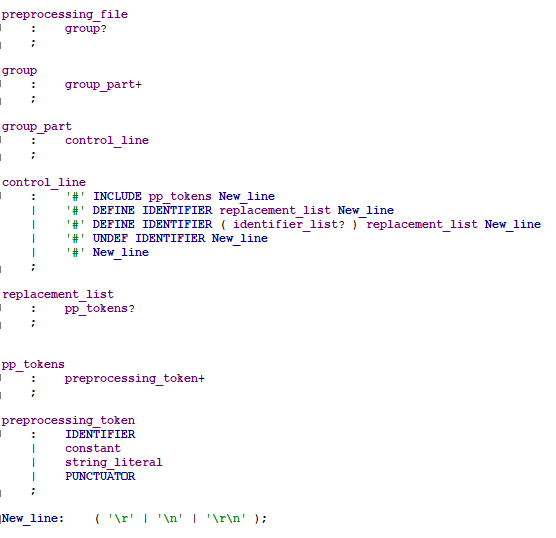 preprocessing_file
: group?
;
group
: group_part+
;
group_part
: control_line
;
control_line
: '#' INCLUDE pp_tokens New_line
| '#' DEFINE IDENTIFIER replacement_list New_line
| '#' DEFINE IDENTIFIER ( identifier_list? ) replacement_list New_line
| '#' UNDEF IDENTIFIER New_line
| '#' New_line
;
replacement_list
: pp_tokens?
;
pp_tokens
: preprocessing_token+
;
preprocessing_token
: IDENTIFIER
| constant
| string_literal
| PUNCTUATOR
;
New_line: ( '\r' | '\n' | '\r\n' );